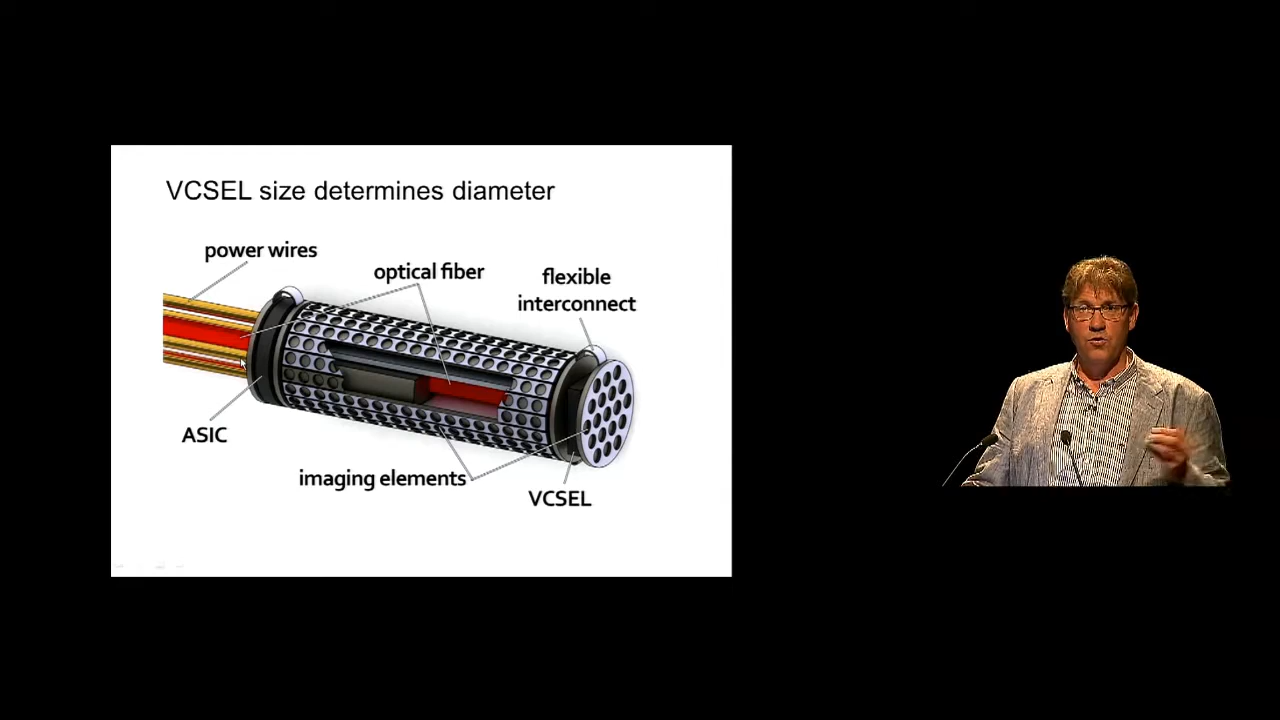 VCSEL size determines diameter
power wires
optical fiber
flexible
interconnect
ASIC
imaging elements
VCSEL